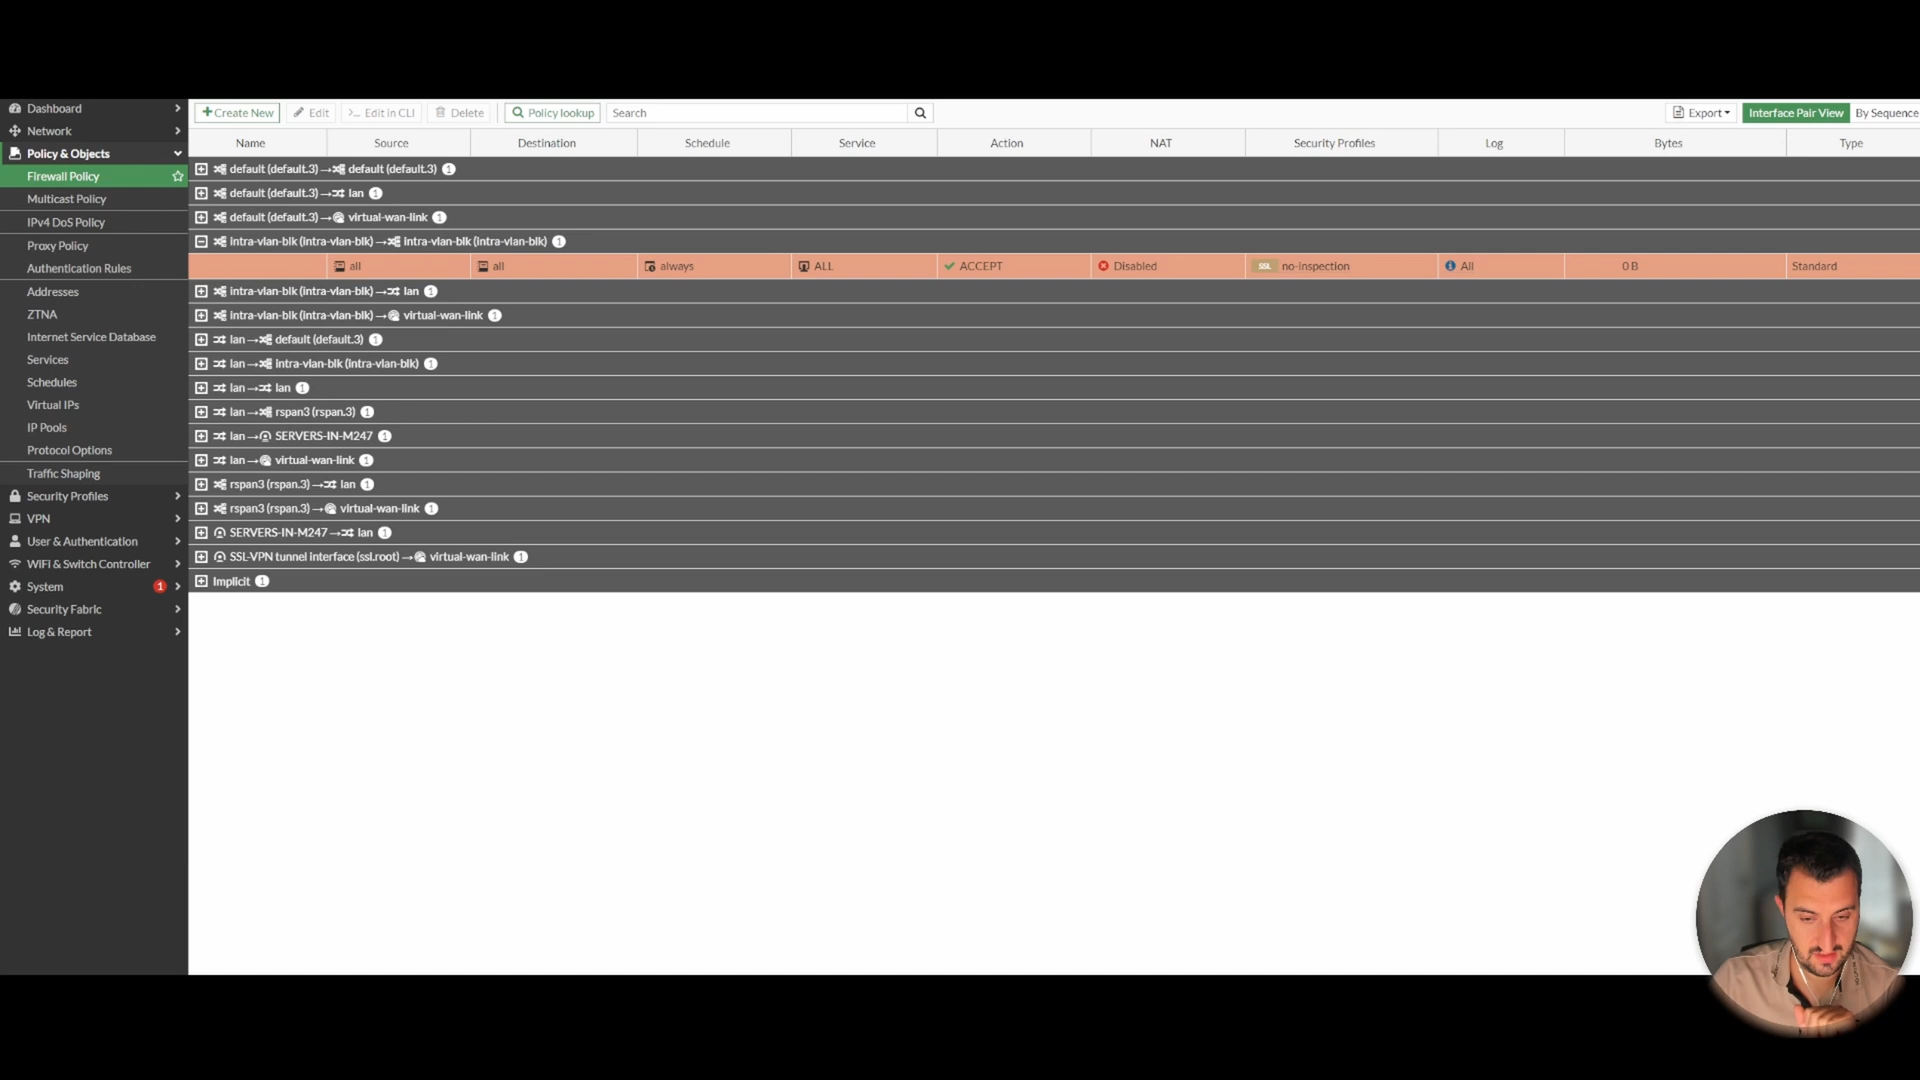 Dashboard
Network
Policy & Objects
Firewall Policy
Multicast Policy
IPv4 DoS Policy
Proxy Policy
Authentication Rules
Addresses
ZTNA
Internet Service Database
Services
Schedules
Virtual IPs
IP Pools
Protocol Options
Traffic Shaping
Security Profiles
VPN
User & Authentication
WiFi & Switch Controller
System 1
Security Fabric
Log & Report
+ Create New Edit >_ Edit in CLI Delete Policy lookup Search Export Interface Pair View By Sequence
Name Source Destination Schedule Service Action NAT Security Profiles Log Bytes Type
default (default.3) → default (default.3) 1
default (default.3) → lan 1
default (default.3) → virtual-wan-link 1
intra-vlan-blk (intra-vlan-blk) → intra-vlan-blk (intra-vlan-blk) 1
all all always ALL ACCEPT Disabled SSL no-inspection All 0 B Standard
intra-vlan-blk (intra-vlan-blk) → lan 1
intra-vlan-blk (intra-vlan-blk) → virtual-wan-link 1
lan → default (default.3) 1
lan → intra-vlan-blk (intra-vlan-blk) 1
lan → lan 1
lan → rspan3 (rspan.3) 1
lan → SERVERS-IN-M247 1
lan → virtual-wan-link 1
rspan3 (rspan.3) → lan 1
rspan3 (rspan.3) → virtual-wan-link 1
SERVERS-IN-M247 → lan 1
SSL-VPN tunnel interface (ssl.root) → virtual-wan-link 1
Implicit 1